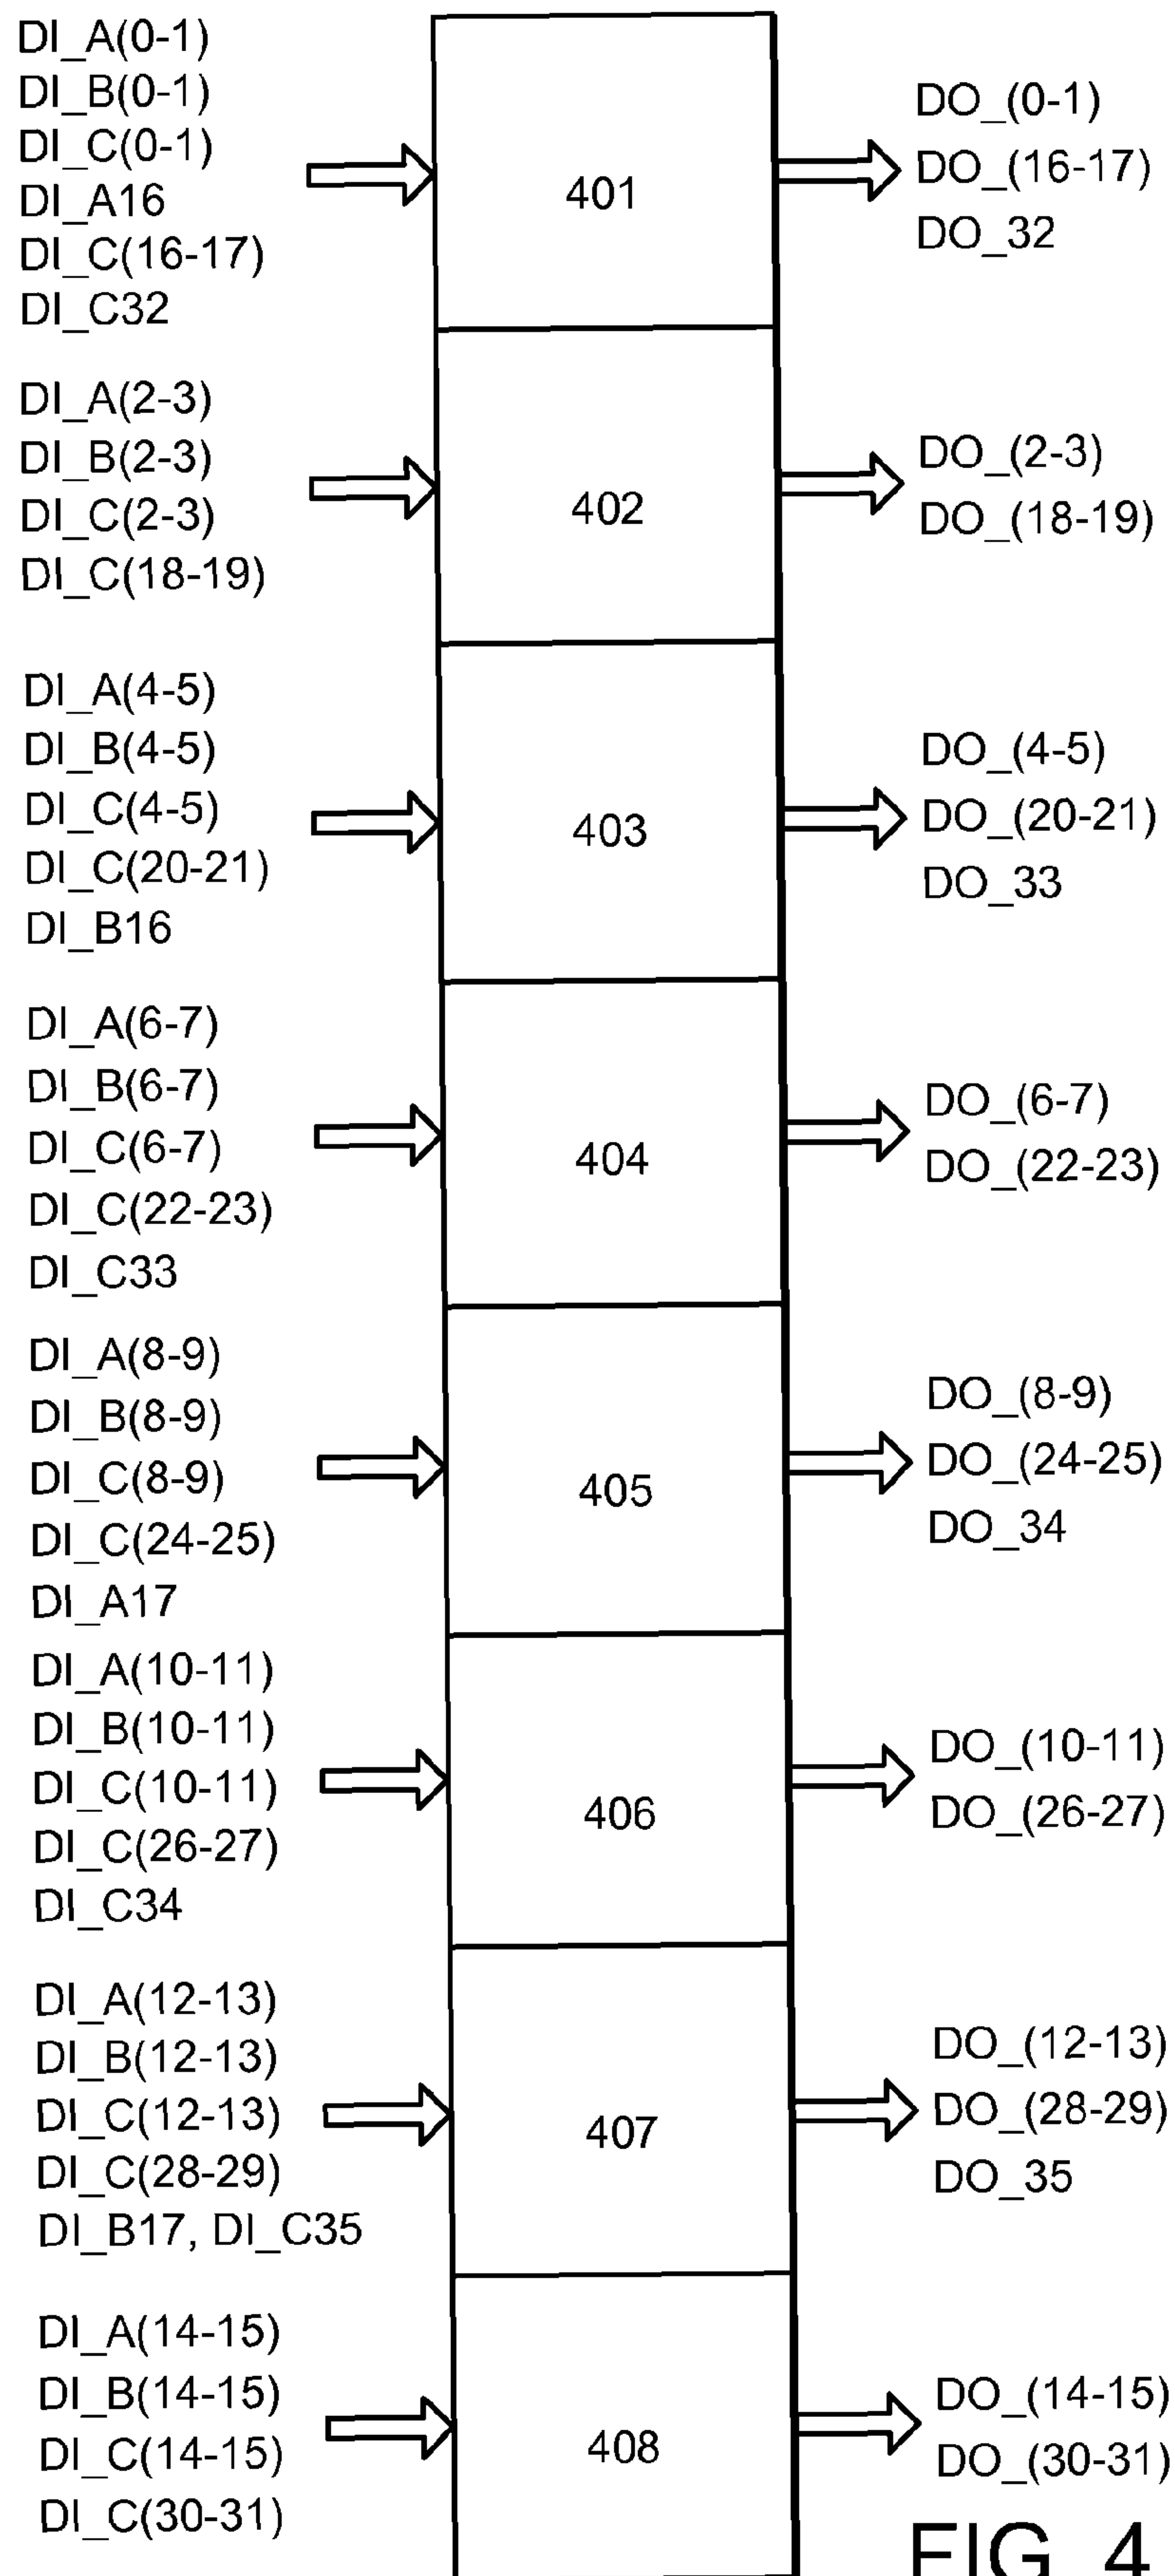 DI_A(0-1)
DI_B(0-1)
DI_C(0-1)
DI_A16
DI_C(16-17)
DI_C32
401
DO_(0-1)
DO_(16-17)
DO_32
DI_A(2-3)
DI_B(2-3)
DI_C(2-3)
DI_C(18-19)
402
DO_(2-3)
DO_(18-19)
DI_A(4-5)
DI_B(4-5)
DI_C(4-5)
DI_C(20-21)
DI_B16
403
DO_(4-5)
DO_(20-21)
DO_33
DI_A(6-7)
DI_B(6-7)
DI_C(6-7)
DI_C(22-23)
DI_C33
404
DO_(6-7)
DO_(22-23)
DI_A(8-9)
DI_B(8-9)
DI_C(8-9)
DI_C(24-25)
DI_A17
405
DO_(8-9)
DO_(24-25)
DO_34
DI_A(10-11)
DI_B(10-11)
DI_C(10-11)
DI_C(26-27)
DI_C34
406
DO_(10-11)
DO_(26-27)
DI_A(12-13)
DI_B(12-13)
DI_C(12-13)
DI_C(28-29)
DI_B17, DI_C35
407
DO_(12-13)
DO_(28-29)
DO_35
DI_A(14-15)
DI_B(14-15)
DI_C(14-15)
DI_C(30-31)
408
DO_(14-15)
DO_(30-31)
FIG. 4